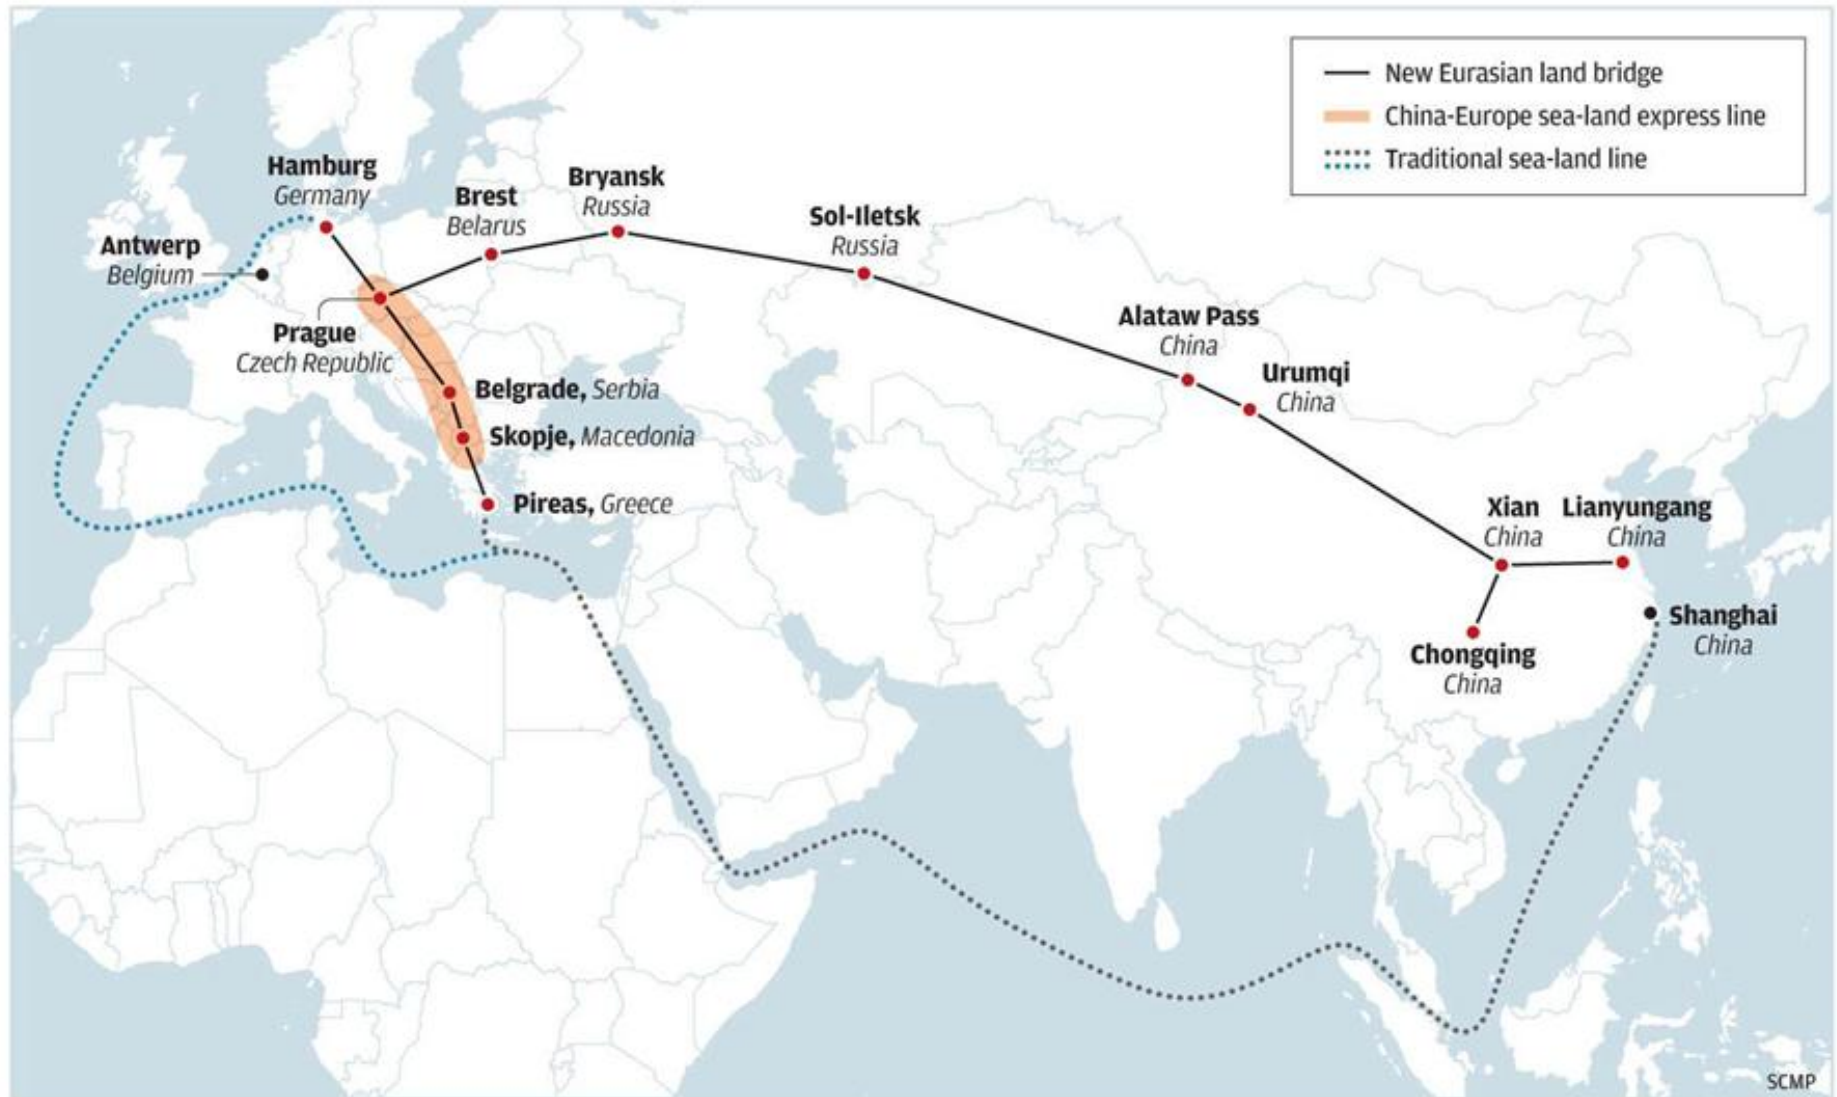 New Eurasian land bridge
China-Europe sea-land express line
Traditional sea-land line
Hamburg
Germany
Antwerp
Belgium
Brest
Belarus
Bryansk
Russia
Sol-Iletsk
Russia
Prague
Czech Republic
Belgrade, Serbia
Skopje, Macedonia
Pireas, Greece
Alataw Pass
China
Urumqi
China
Xian
China
Lianyungang
China
Shanghai
China
Chongqing
China
SCMP